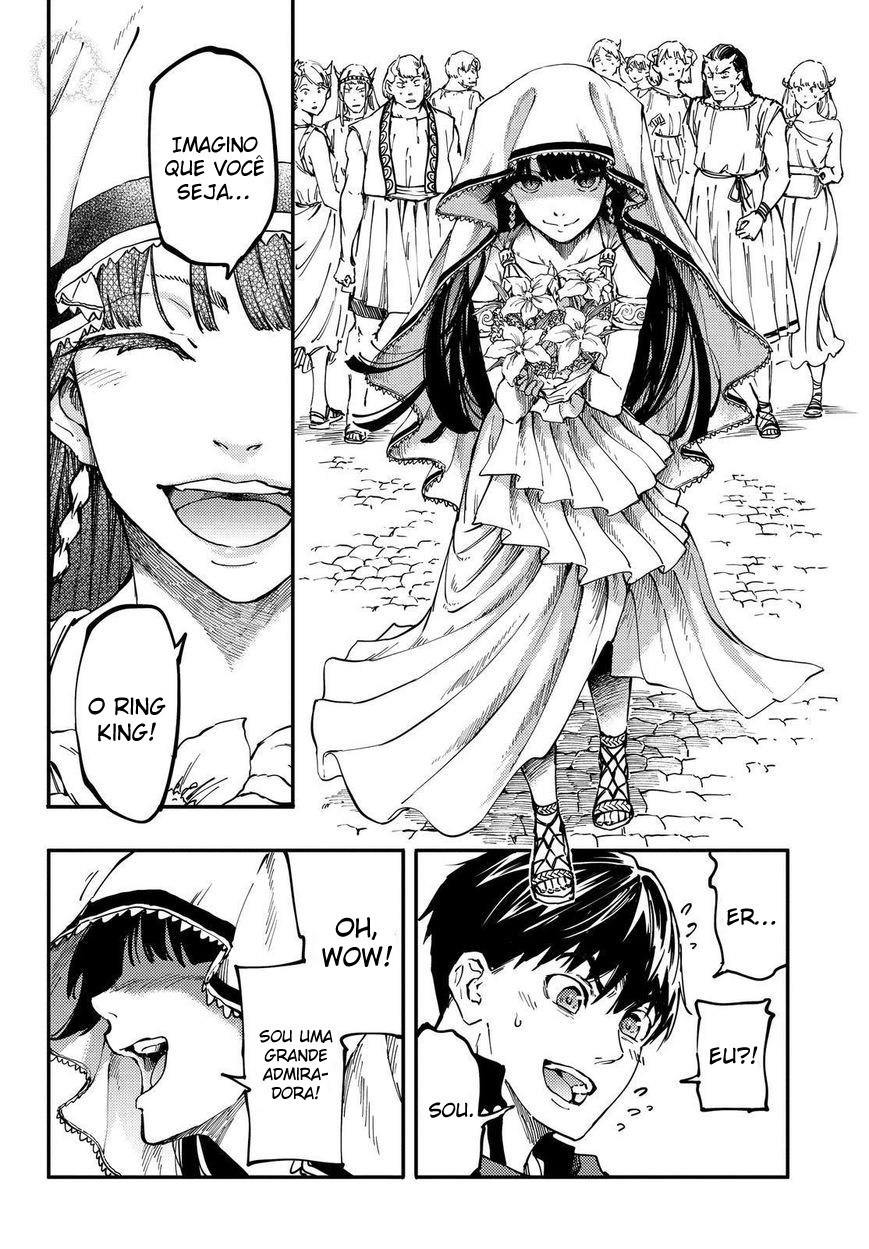 IMAGINO
QUE VOCÊ
SEJA...
O RING
KING!
ER...
EU?!
SOU.
OH,
WOW!
SOU UMA
GRANDE
ADMIRA-
DORA!